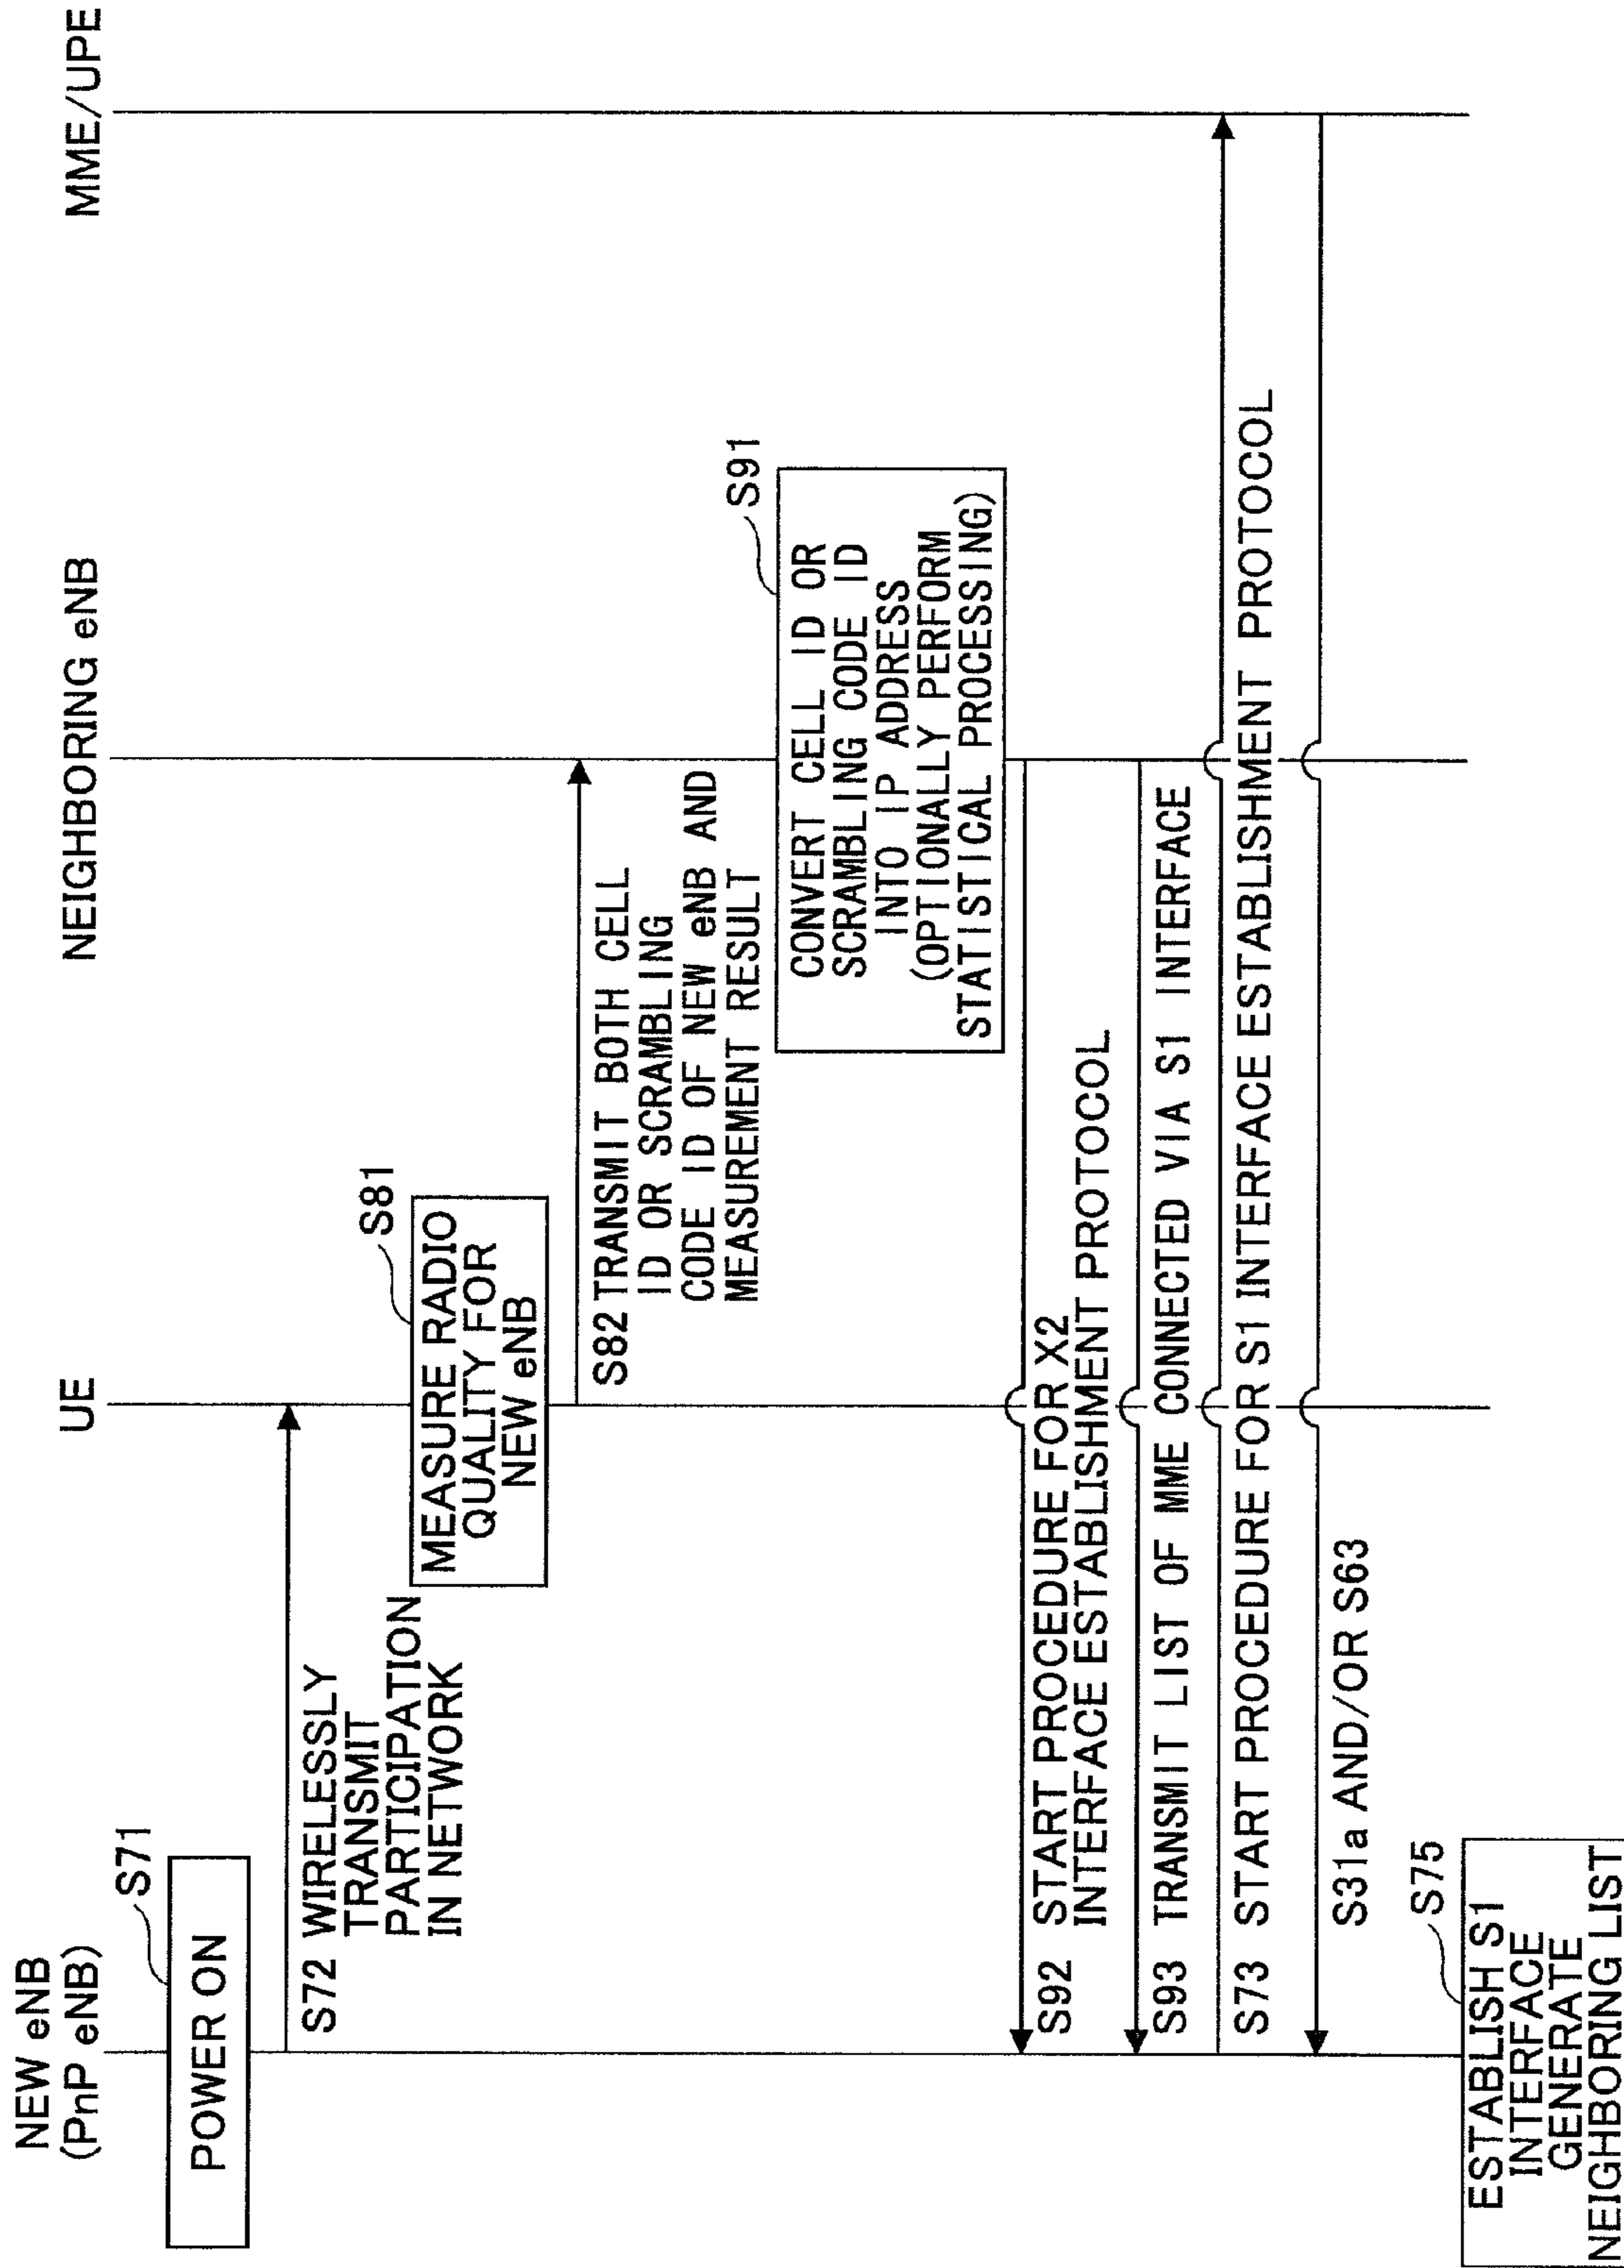 NEW eNB
(PnP eNB)
UE
NEIGHBORING eNB
MME/UPE
S71
POWER ON
S72 WIRELESSLY
TRANSMIT
PARTICIPATION
IN NETWORK
S81
MEASURE RADIO
QUALITY FOR
NEW eNB
S82 TRANSMIT BOTH CELL
ID OR SCRAMBLING
CODE ID OF NEW eNB AND
MEASUREMENT RESULT
S91
CONVERT CELL ID OR
SCRAMBLING CODE ID
INTO IP ADDRESS
(OPTIONALLY PERFORM
STATISTICAL PROCESSING)
S92 START PROCEDURE FOR X2
INTERFACE ESTABLISHMENT PROTOCOL
S93 TRANSMIT LIST OF MME CONNECTED VIA S1 INTERFACE
S73 START PROCEDURE FOR S1 INTERFACE ESTABLISHMENT PROTOCOL
S31a AND/OR S63
S75
ESTABLISH S1
INTERFACE
GENERATE
NEIGHBORING LIST